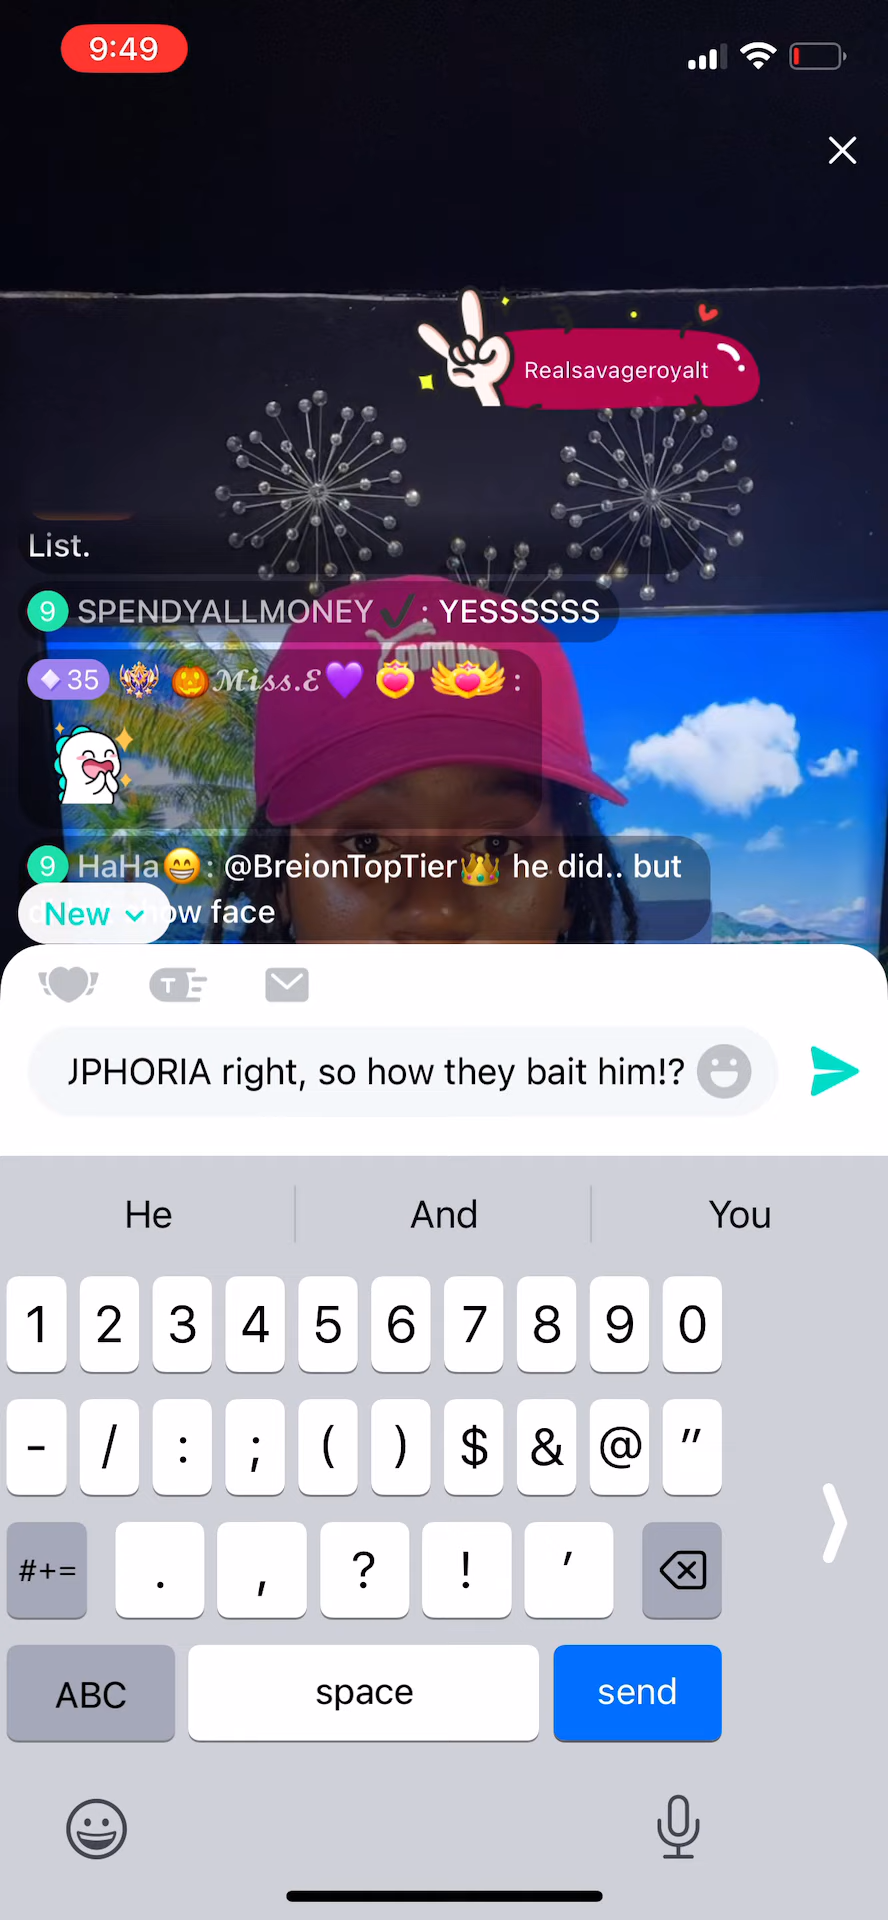 9:49
Realsavageroyalt
List.
9 SPENDYALLMONEY✔️: YESSSSSS
35 🎃𝓜𝓲𝓼𝓼.𝓔💜 :
9 HaHa😁: @BreionTopTier👑 he did.. but
ow face
New
JPHORIA right, so how they bait him!?
He And You
1 2 3 4 5 6 7 8 9 0
- / : ; ( ) $ & @ "
#+= . , ? ! '
ABC space send